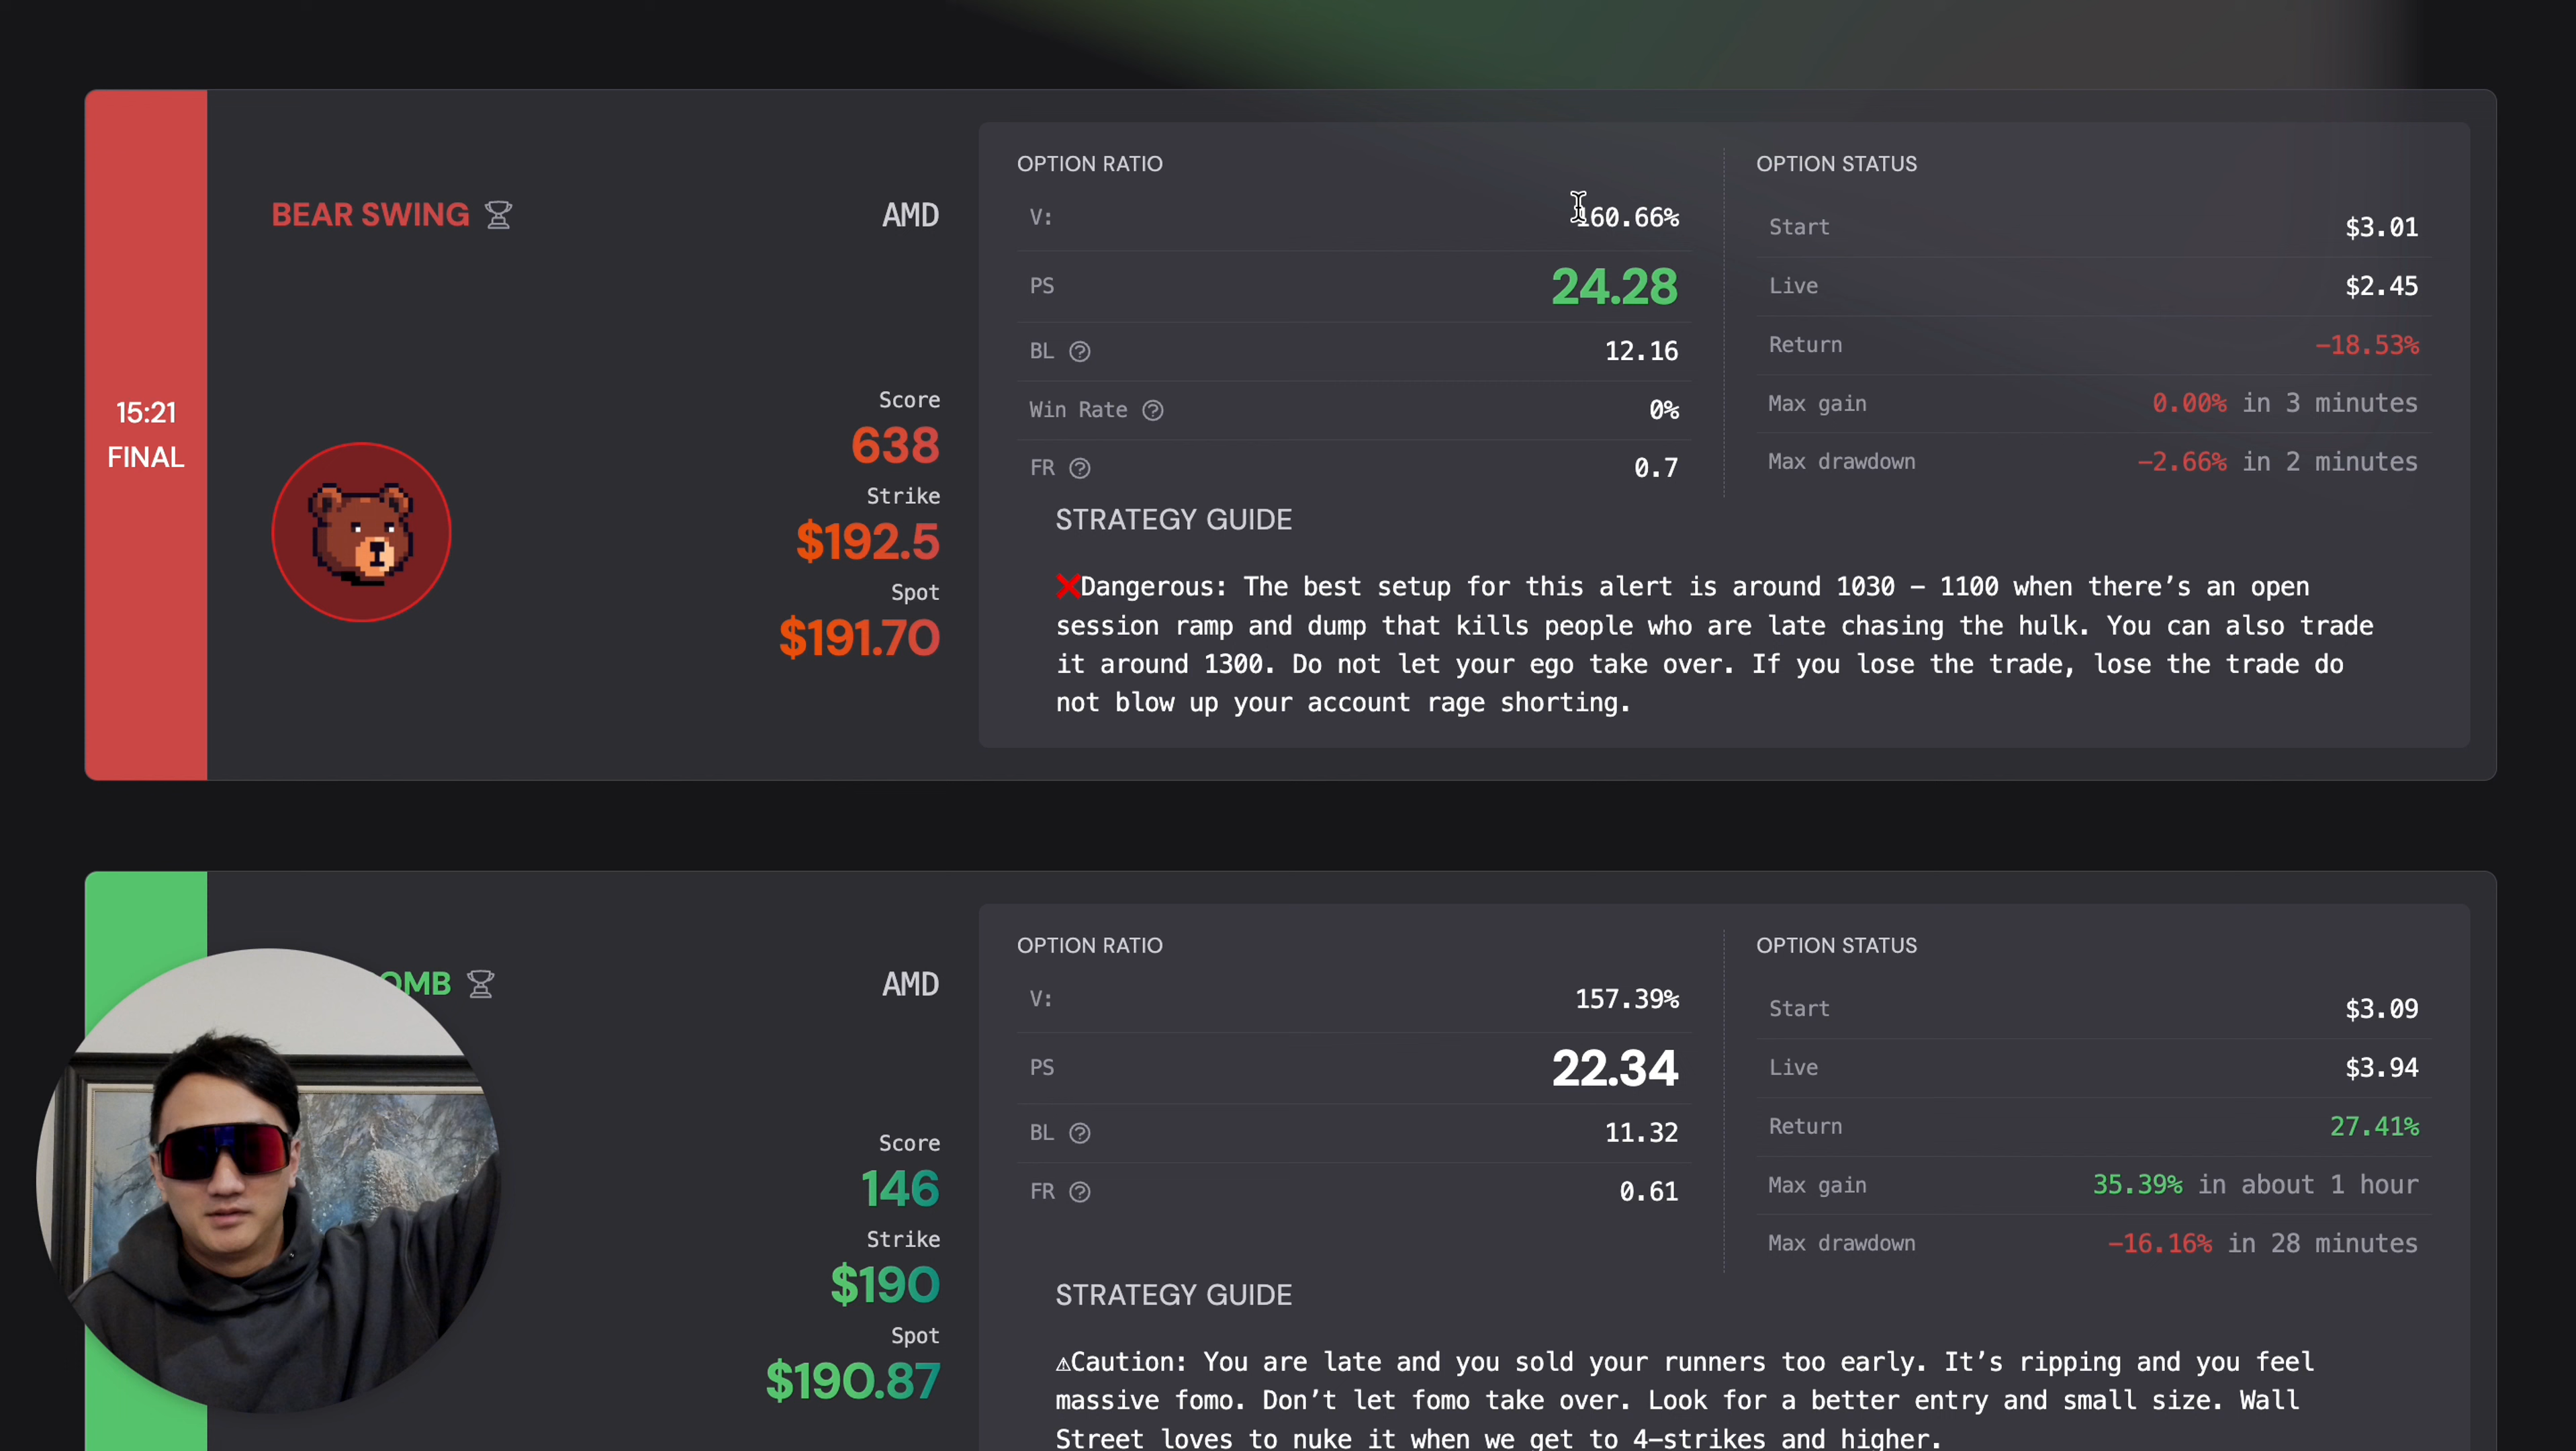 15:21
FINAL
BEAR SWING
AMD
Score
638
Strike
$192.5
Spot
$191.70
OPTION RATIO
V: 160.66%
PS 24.28
BL 12.16
Win Rate 0%
FR 0.7
OPTION STATUS
Start $3.01
Live $2.45
Return -18.53%
Max gain 0.00% in 3 minutes
Max drawdown -2.66% in 2 minutes
STRATEGY GUIDE
❌Dangerous: The best setup for this alert is around 1030 – 1100 when there's an open
session ramp and dump that kills people who are late chasing the hulk. You can also trade
it around 1300. Do not let your ego take over. If you lose the trade, lose the trade do
not blow up your account rage shorting.
OMB
AMD
Score
146
Strike
$190
Spot
$190.87
OPTION RATIO
V: 157.39%
PS 22.34
BL 11.32
FR 0.61
OPTION STATUS
Start $3.09
Live $3.94
Return 27.41%
Max gain 35.39% in about 1 hour
Max drawdown -16.16% in 28 minutes
STRATEGY GUIDE
⚠Caution: You are late and you sold your runners too early. It's ripping and you feel
massive fomo. Don't let fomo take over. Look for a better entry and small size. Wall
Street loves to nuke it when we get to 4-strikes and higher.